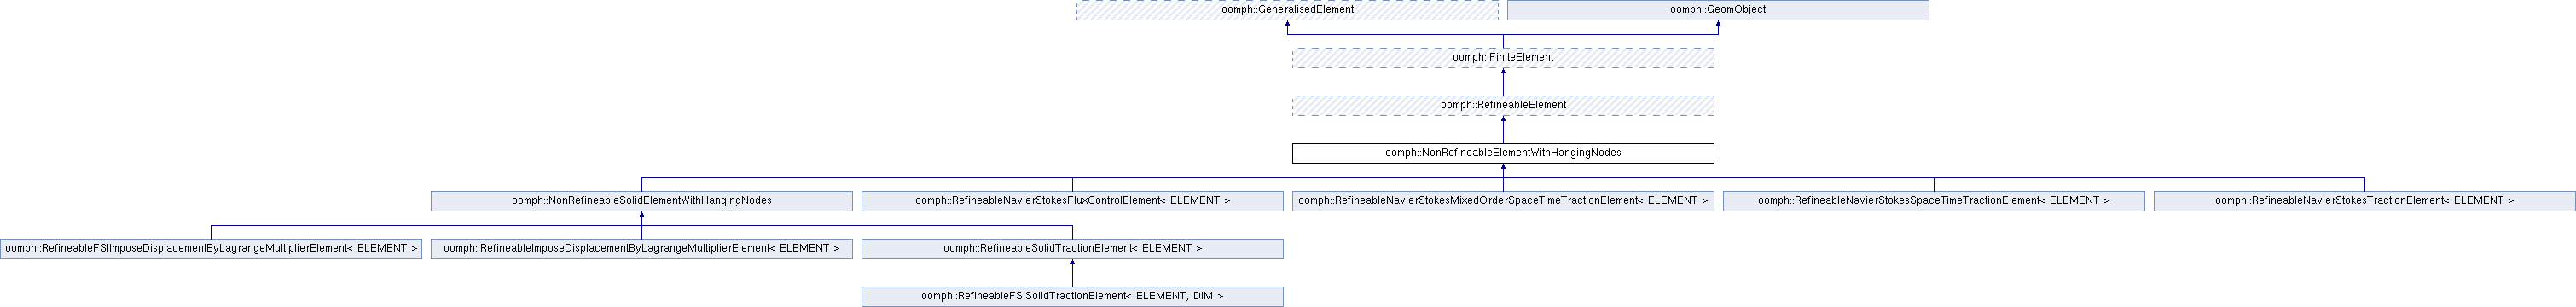 oomph::GeneralisedElement
oomph::GeomObject
oomph::FiniteElement
oomph::RefineableElement
oomph::NonRefineableElementWithHangingNodes
oomph::NonRefineableSolidElementWithHangingNodes
oomph::RefineableNavierStokesFluxControlElement< ELEMENT >
oomph::RefineableNavierStokesMixedOrderSpaceTimeTractionElement< ELEMENT >
oomph::RefineableNavierStokesSpaceTimeTractionElement< ELEMENT >
oomph::RefineableNavierStokesTractionElement< ELEMENT >
oomph::RefineableFSIImposeDisplacementByLagrangeMultiplierElement< ELEMENT >
oomph::RefineableImposeDisplacementByLagrangeMultiplierElement< ELEMENT >
oomph::RefineableSolidTractionElement< ELEMENT >
oomph::RefineableFSISolidTractionElement< ELEMENT, DIM >